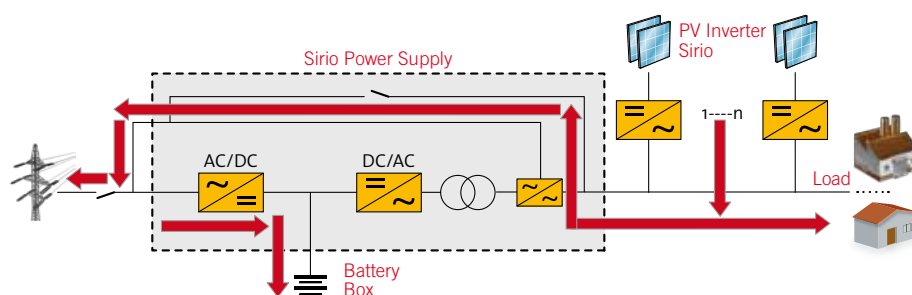 Sirio Power Supply
PV Inverter
Sirio
1----n
AC/DC
DC/AC
Load
Battery
Box